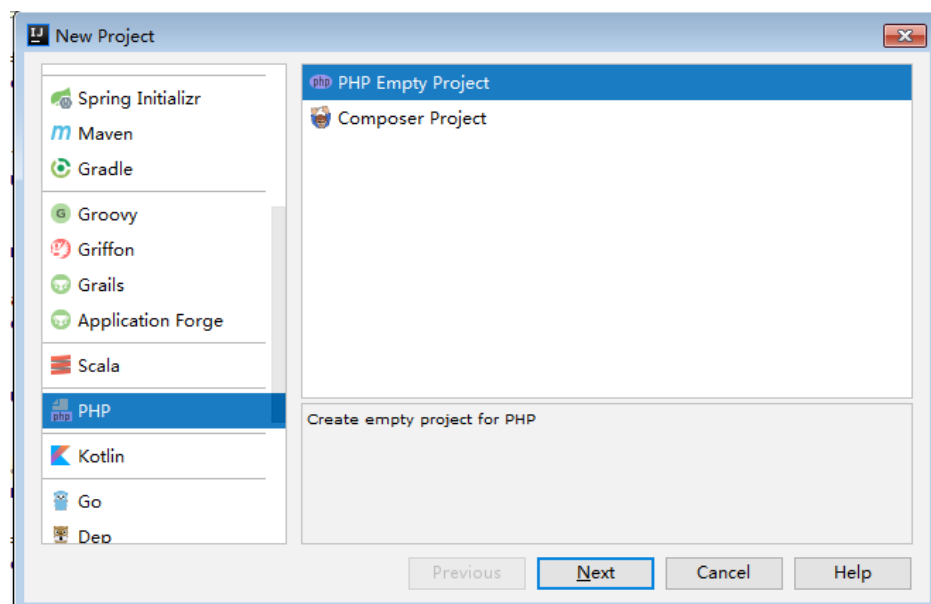 New Project
Spring Initializr
Maven
Gradle
Groovy
Griffon
Grails
Application Forge
Scala
PHP
Kotlin
Go
Dep
PHP Empty Project
Composer Project
Create empty project for PHP
Previous
Next
Cancel
Help